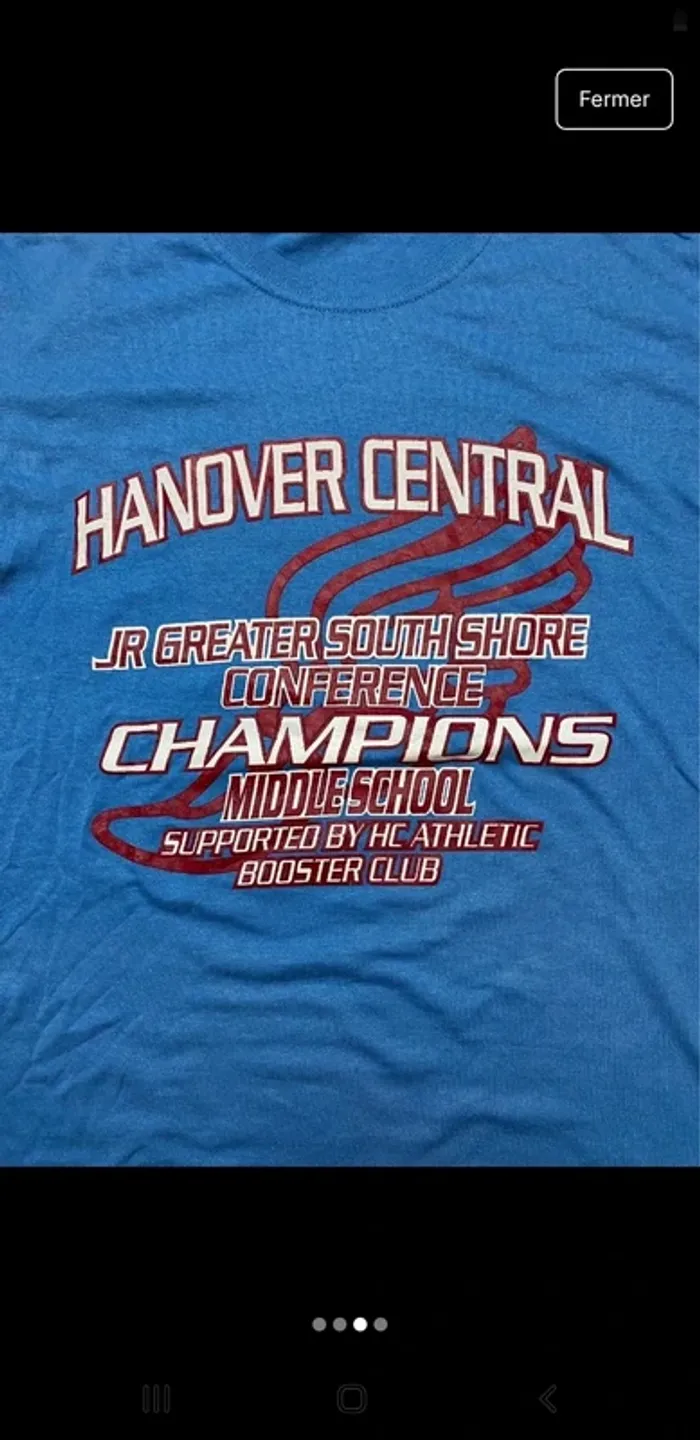 Fermer
HANOVER CENTRAL
JR GREATER SOUTH SHORE
CONFERENCE
CHAMPIONS
MIDDLE SCHOOL
SUPPORTED BY HC ATHLETIC
BOOSTER CLUB